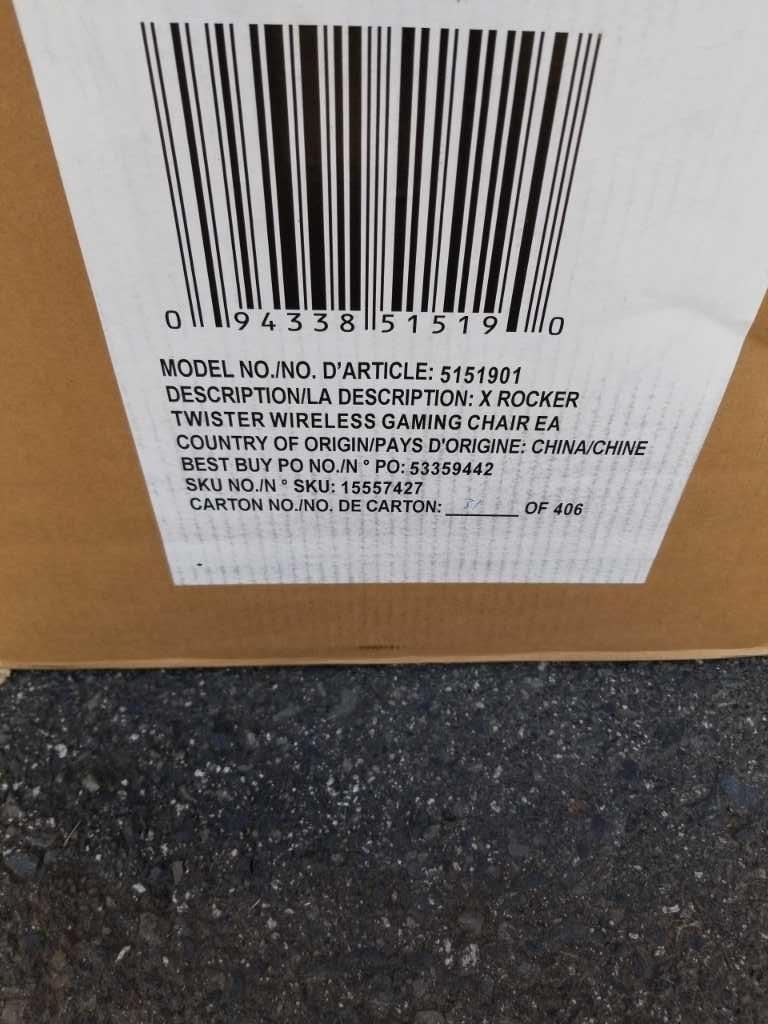 0 94338 51519 0
MODEL NO./NO. D'ARTICLE: 5151901
DESCRIPTION/LA DESCRIPTION: X ROCKER
TWISTER WIRELESS GAMING CHAIR EA
COUNTRY OF ORIGIN/PAYS D'ORIGINE: CHINA/CHINE
BEST BUY PO NO./N° PO: 53359442
SKU NO./N° SKU: 15557427
CARTON NO./NO. DE CARTON: ______ OF 406